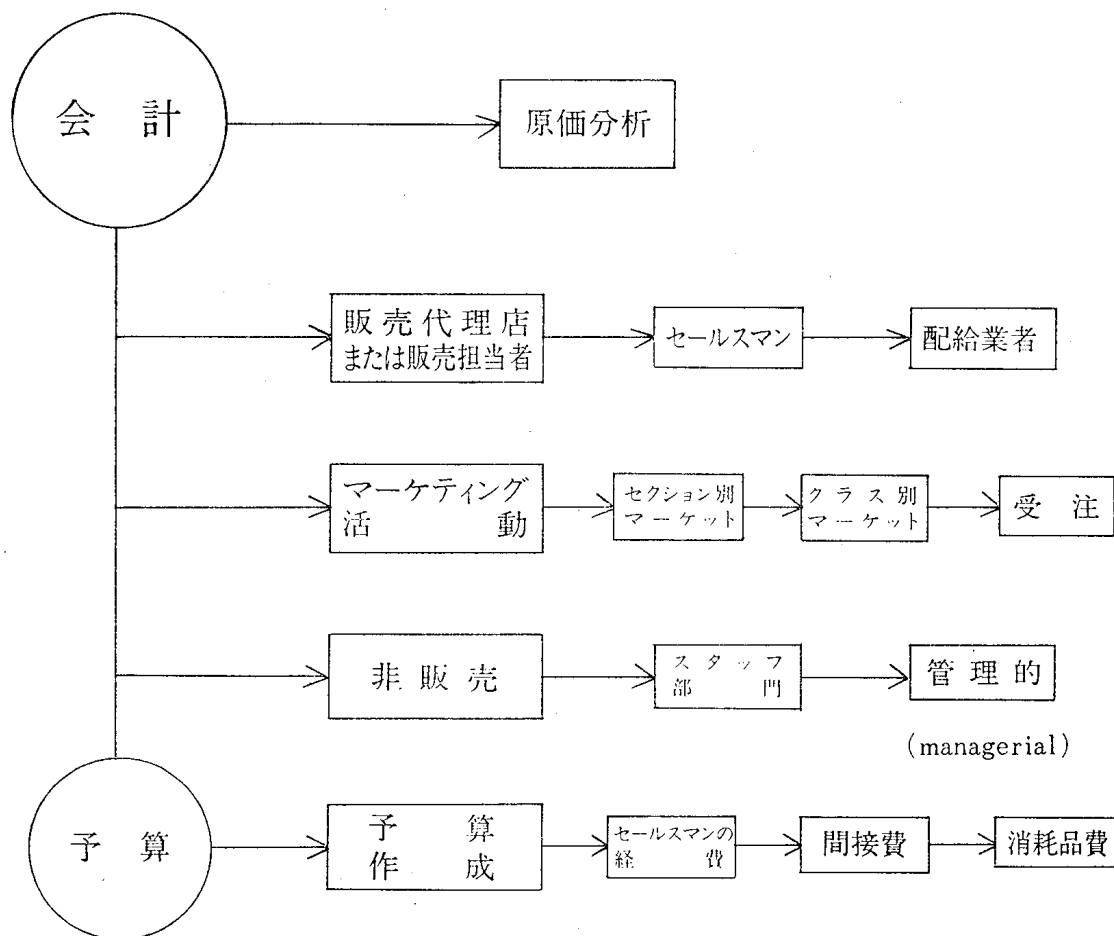 会計
原価分析
販売代理店
または販売担当者
セールスマン
配給業者
マーケティング
活動
セクション別
マーケット
クラス別
マーケット
受注
非販売
スタッフ
部門
管理的
(managerial)
予算
予算
作成
セールスマンの
経費
間接費
消耗品費